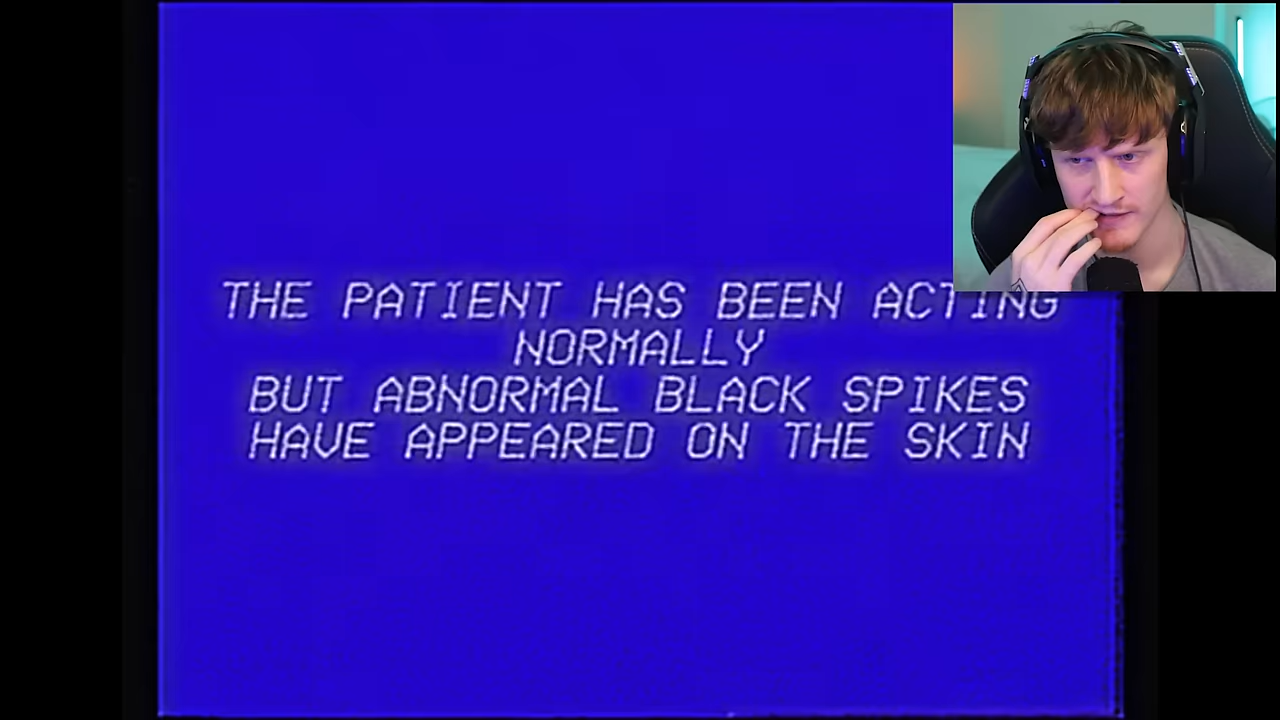 THE PATIENT HAS BEEN ACTING
NORMALLY
BUT ABNORMAL BLACK SPIKES
HAVE APPEARED ON THE SKIN